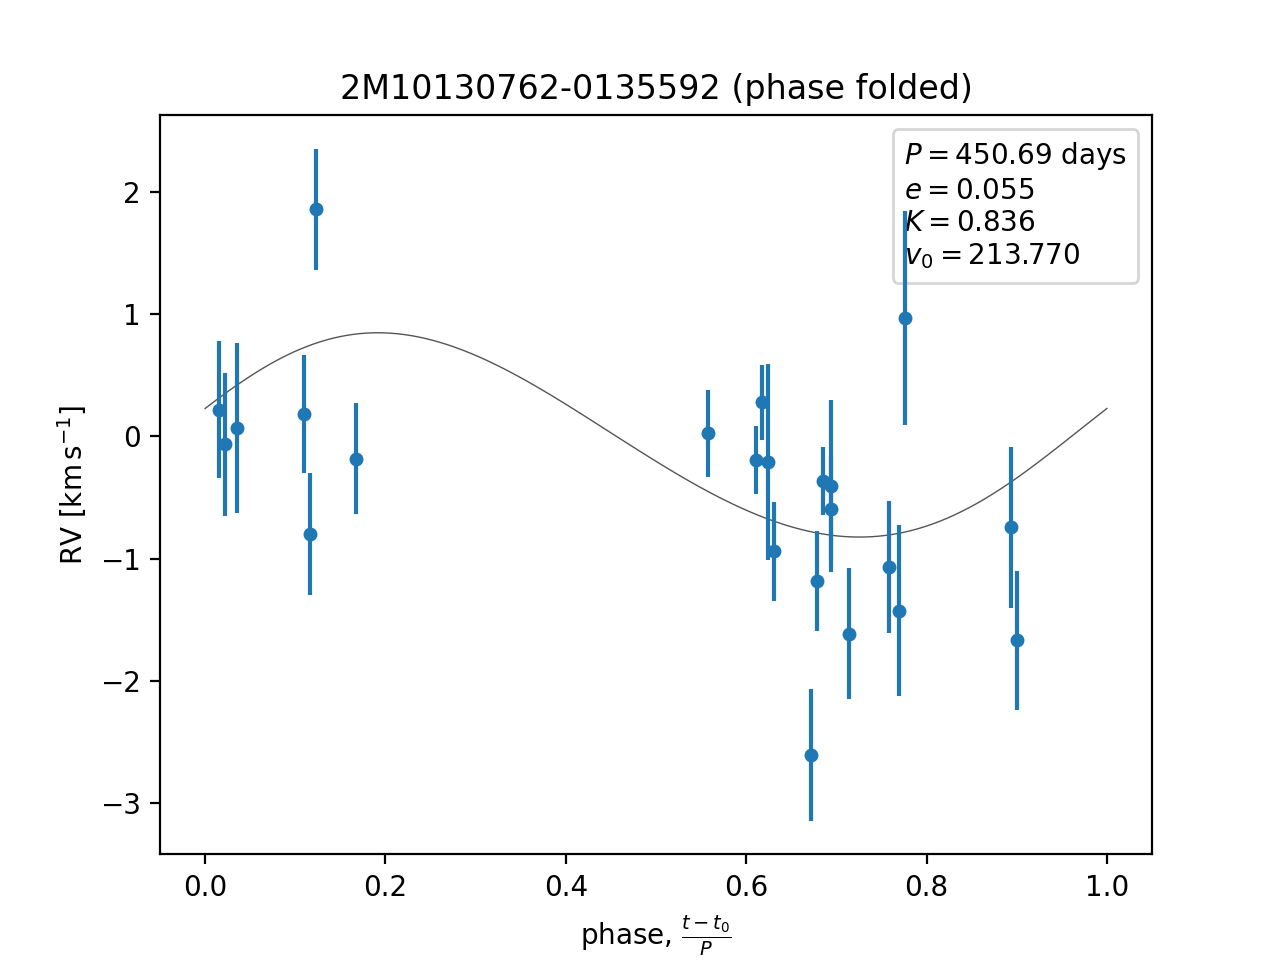 2M10130762-0135592 (phase folded)
P = 450.69 days
e = 0.055
K = 0.836
v₀ = 213.770
RV [km s⁻¹]
2
1
0
−1
−2
−3
0.0 0.2 0.4 0.6 0.8 1.0
phase, (t − t₀)/P